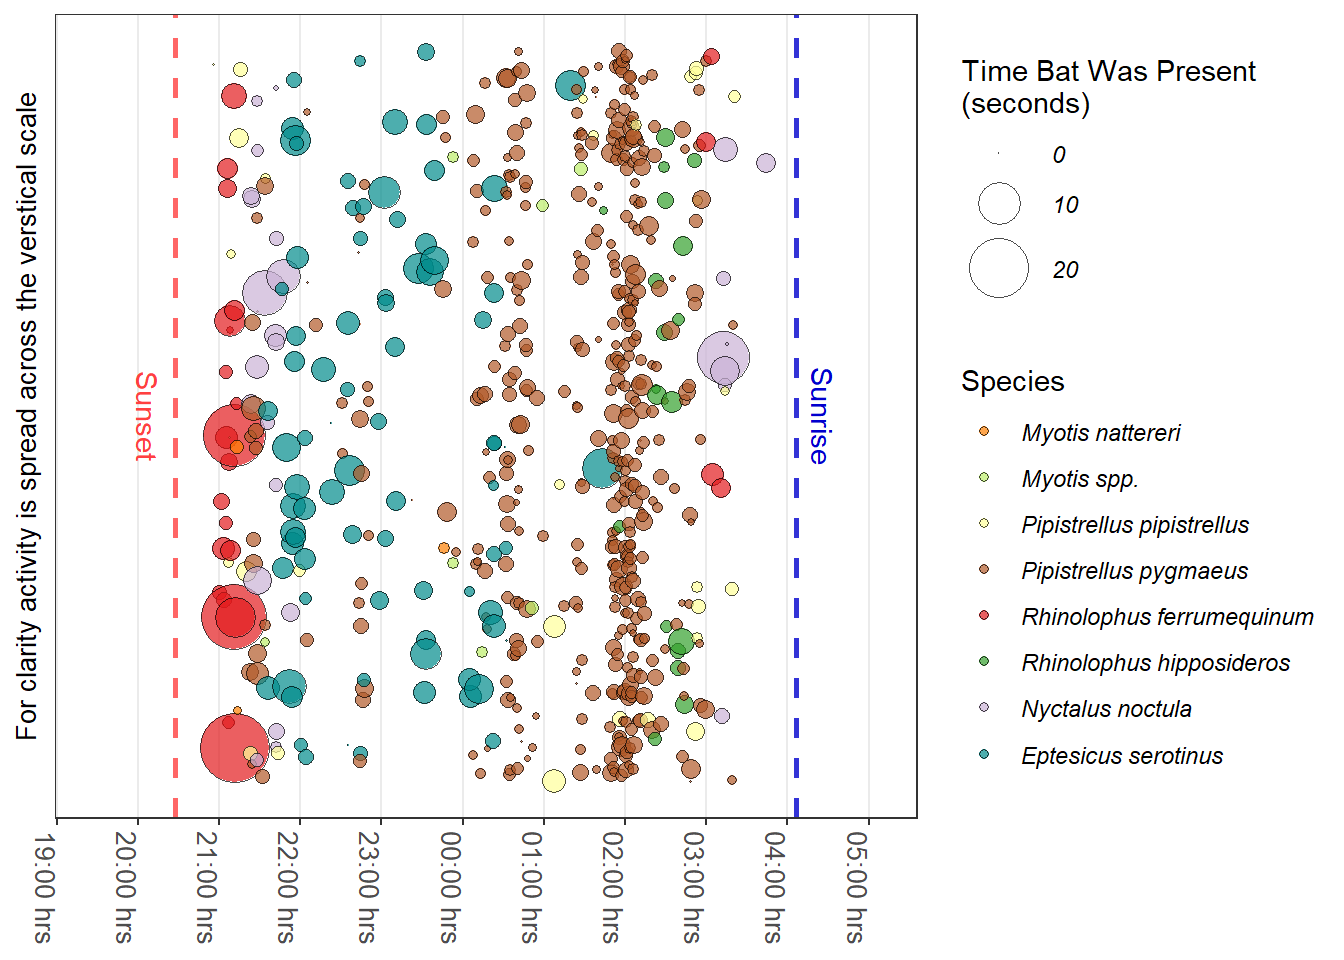 For clarity activity is spread across the verstical scale
Sunset
Sunrise
19:00 hrs
20:00 hrs
21:00 hrs
22:00 hrs
23:00 hrs
00:00 hrs
01:00 hrs
02:00 hrs
03:00 hrs
04:00 hrs
05:00 hrs
Time Bat Was Present
(seconds)
0
10
20
Species
Myotis nattereri
Myotis spp.
Pipistrellus pipistrellus
Pipistrellus pygmaeus
Rhinolophus ferrumequinum
Rhinolophus hipposideros
Nyctalus noctula
Eptesicus serotinus